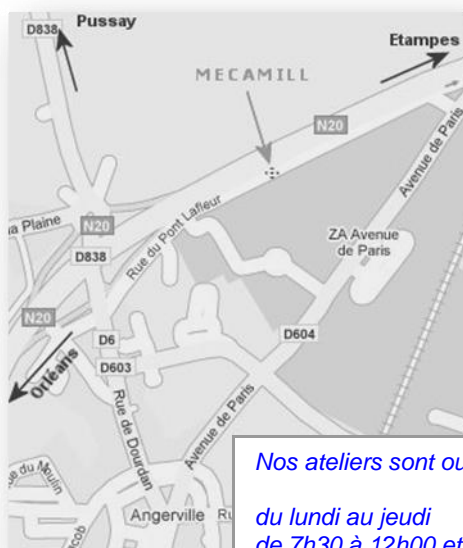 D838
Pussay
Etampes
MECAMILL
N20
Avenue de Paris
Plaine
N20
D838
Rue du Pont Lafleur
ZA Avenue
de Paris
N20
D6
D603
D604
Orléans
Rue de Dourdan
Avenue de Paris
du Moulin
Angerville
Nos ateliers sont ou
du lundi au jeudi
de 7h30 à 12h00 et